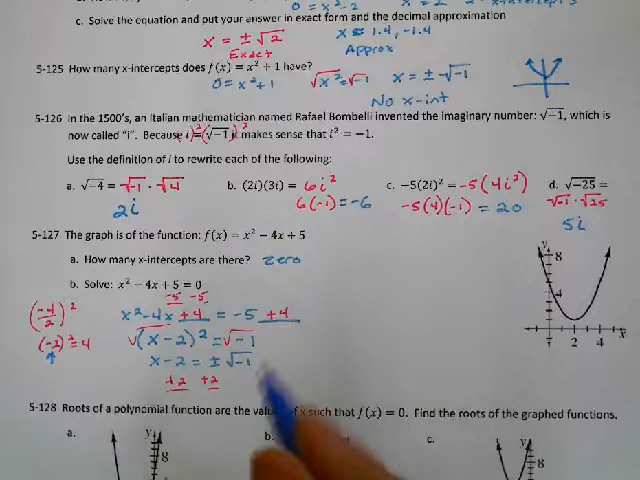 0 = x² - 2
c. Solve the equation and put your answer in exact form and the decimal approximation
x = ± √2 x ≈ 1.4, -1.4
Exact Approx
5-125 How many x-intercepts does f(x) = x² + 1 have?
0 = x² + 1 √x² = √-1 x = ± √-1
No x-int
5-126 In the 1500's, an Italian mathematician named Rafael Bombelli invented the imaginary number: √-1, which is
now called "i". Because (i)² = (√-1)² it makes sense that i² = -1.
Use the definition of i to rewrite each of the following:
a. √-4 = √-1 · √4 b. (2i)(3i) = 6i² c. -5(2i)² = -5(4i²) d. √-25 =
2i 6(-1) = -6 -5(4)(-1) = 20 √-1 · √25
5i
5-127 The graph is of the function: f(x) = x² - 4x + 5
a. How many x-intercepts are there? zero
b. Solve: x² - 4x + 5 = 0
-5 -5
(-4/2)² x² - 4x + 4 = -5 + 4
(-2)² = 4 √(x - 2)² = √-1
x - 2 = ± √-1
+2 +2
y
8
4
x
5-128 Roots of a polynomial function are the of x such that f(x) = 0. Find the roots of the graphed functions.
a. b. c.
y y
8 8